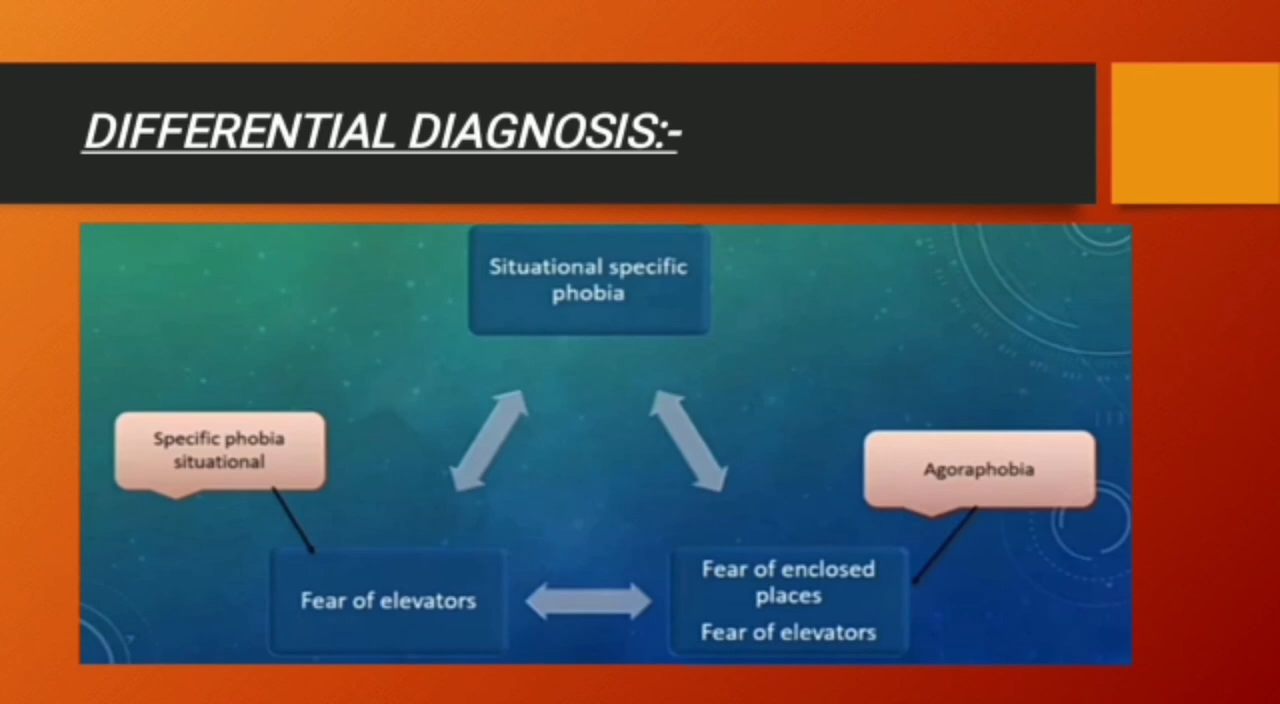 DIFFERENTIAL DIAGNOSIS:-
Situational specific
phobia
Specific phobia
situational
Agoraphobia
Fear of elevators
Fear of enclosed
places
Fear of elevators